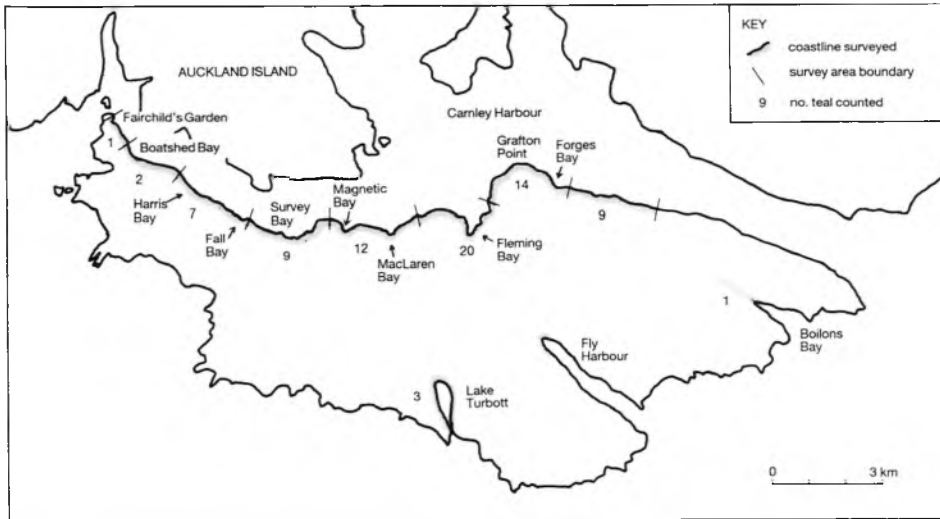 KEY
coastline surveyed
survey area boundary
9 no. teal counted
AUCKLAND ISLAND
Carnley Harbour
Fairchild's Garden
1
Boatshed Bay
2
Harris
Bay
7
Fall
Bay
Survey
Bay
9
Magnetic
Bay
12
MacLaren
Bay
20
Fleming
Bay
Grafton
Point
14
Forges
Bay
9
1
Boilons
Bay
Fly
Harbour
3
Lake
Turbott
0 3 km